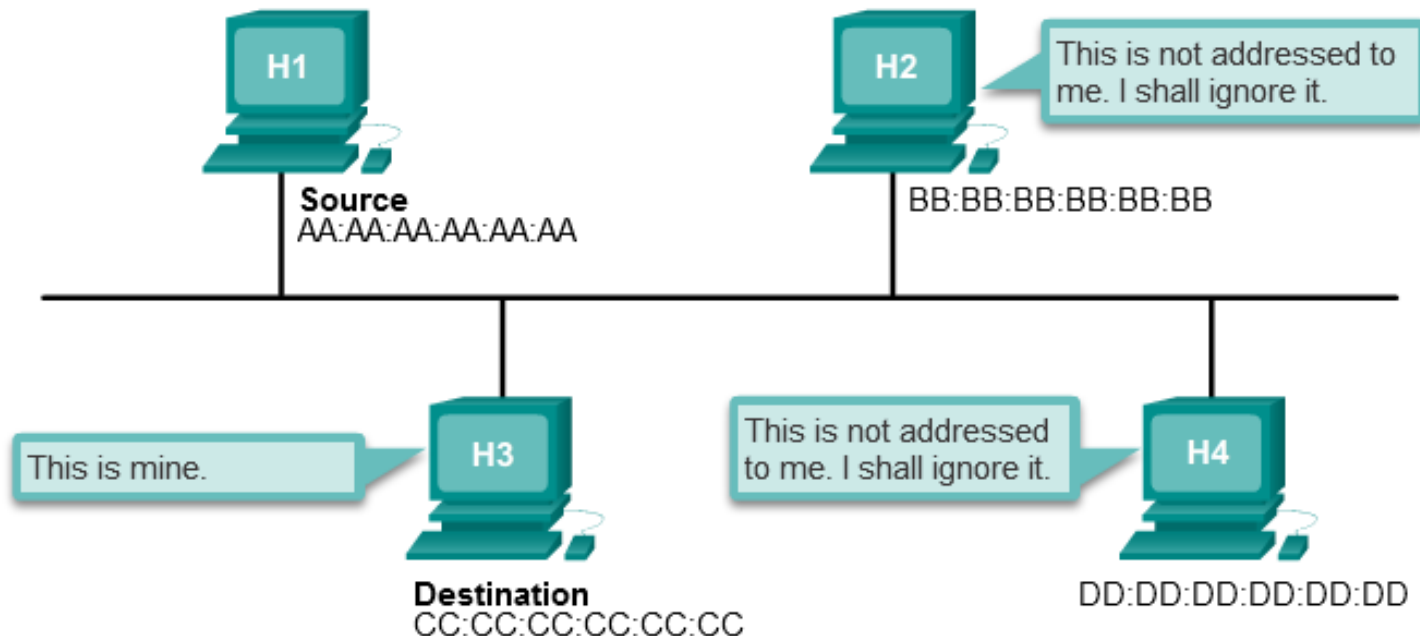 H1
H2
This is not addressed to
me. I shall ignore it.
Source
AA:AA:AA:AA:AA:AA
BB:BB:BB:BB:BB:BB
This is mine.
H3
This is not addressed
to me. I shall ignore it.
H4
Destination
CC:CC:CC:CC:CC:CC
DD:DD:DD:DD:DD:DD